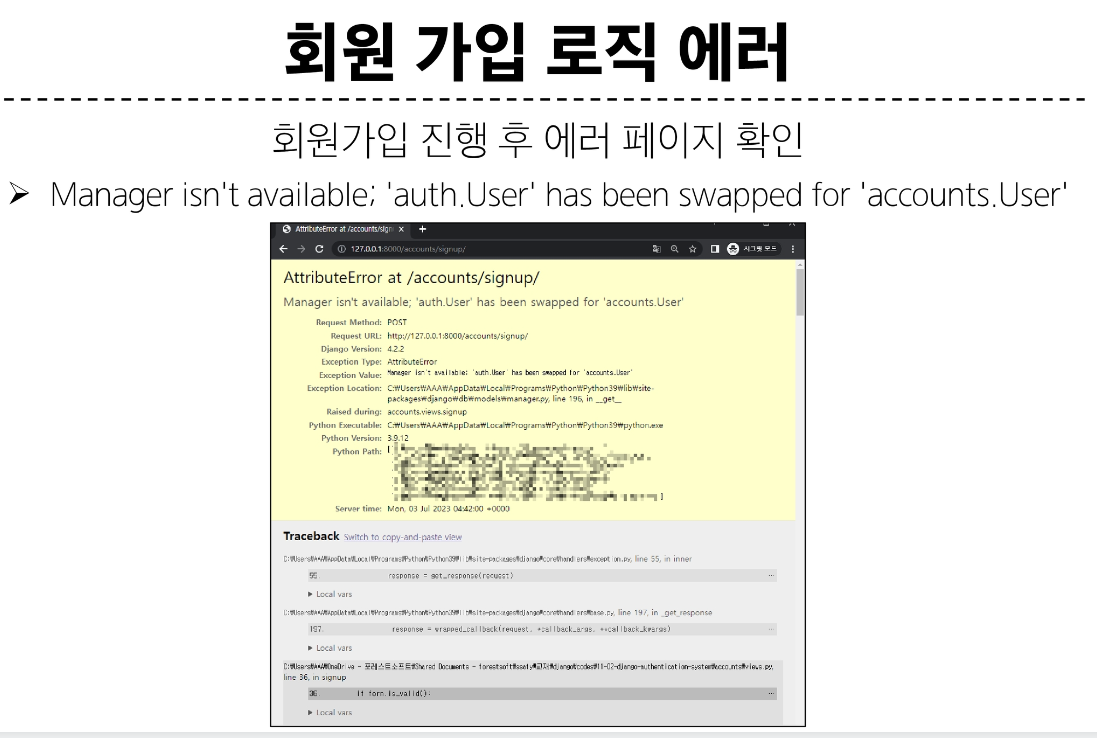 회원 가입 로직 에러
회원가입 진행 후 에러 페이지 확인
➢ Manager isn't available; 'auth.User' has been swapped for 'accounts.User'
AttributeError at /accounts/sign
127.0.0.1:8000/accounts/signup/
시크릿 모드
AttributeError at /accounts/signup/
Manager isn't available; 'auth.User' has been swapped for 'accounts.User'
Request Method: POST
Request URL: http://127.0.0.1:8000/accounts/signup/
Django Version: 4.2.2
Exception Type: AttributeError
Exception Value: Manager isn't available; 'auth.User' has been swapped for 'accounts.User'
Exception Location: C:₩Users₩AAA₩AppData₩Local₩Programs₩Python₩Python39₩lib₩site-
packages₩django₩db₩models₩manager.py, line 196, in __get__
Raised during: accounts.views.signup
Python Executable: C:₩Users₩AAA₩AppData₩Local₩Programs₩Python₩Python39₩python.exe
Python Version: 3.9.12
Python Path: [
]
Server time: Mon, 03 Jul 2023 04:42:00 +0000
Traceback Switch to copy-and-paste view
C:₩Users₩AAA₩AppData₩Local₩Programs₩Python₩Python39₩lib₩site-packages₩django₩core₩handlers₩exception.py, line 55, in inner
55. response = get_response(request) …
▶ Local vars
C:₩Users₩AAA₩AppData₩Local₩Programs₩Python₩Python39₩lib₩site-packages₩django₩core₩handlers₩base.py, line 197, in _get_response
197. response = wrapped_callback(request, *callback_args, **callback_kwargs) …
▶ Local vars
C:₩Users₩AAA₩OneDrive - 포레스트소프트₩Shared Documents - forestsoft₩ssafy₩교재₩django₩codes₩11-02-django-authentication-system₩accounts₩views.py,
line 36, in signup
36. if form.is_valid(): …
▶ Local vars